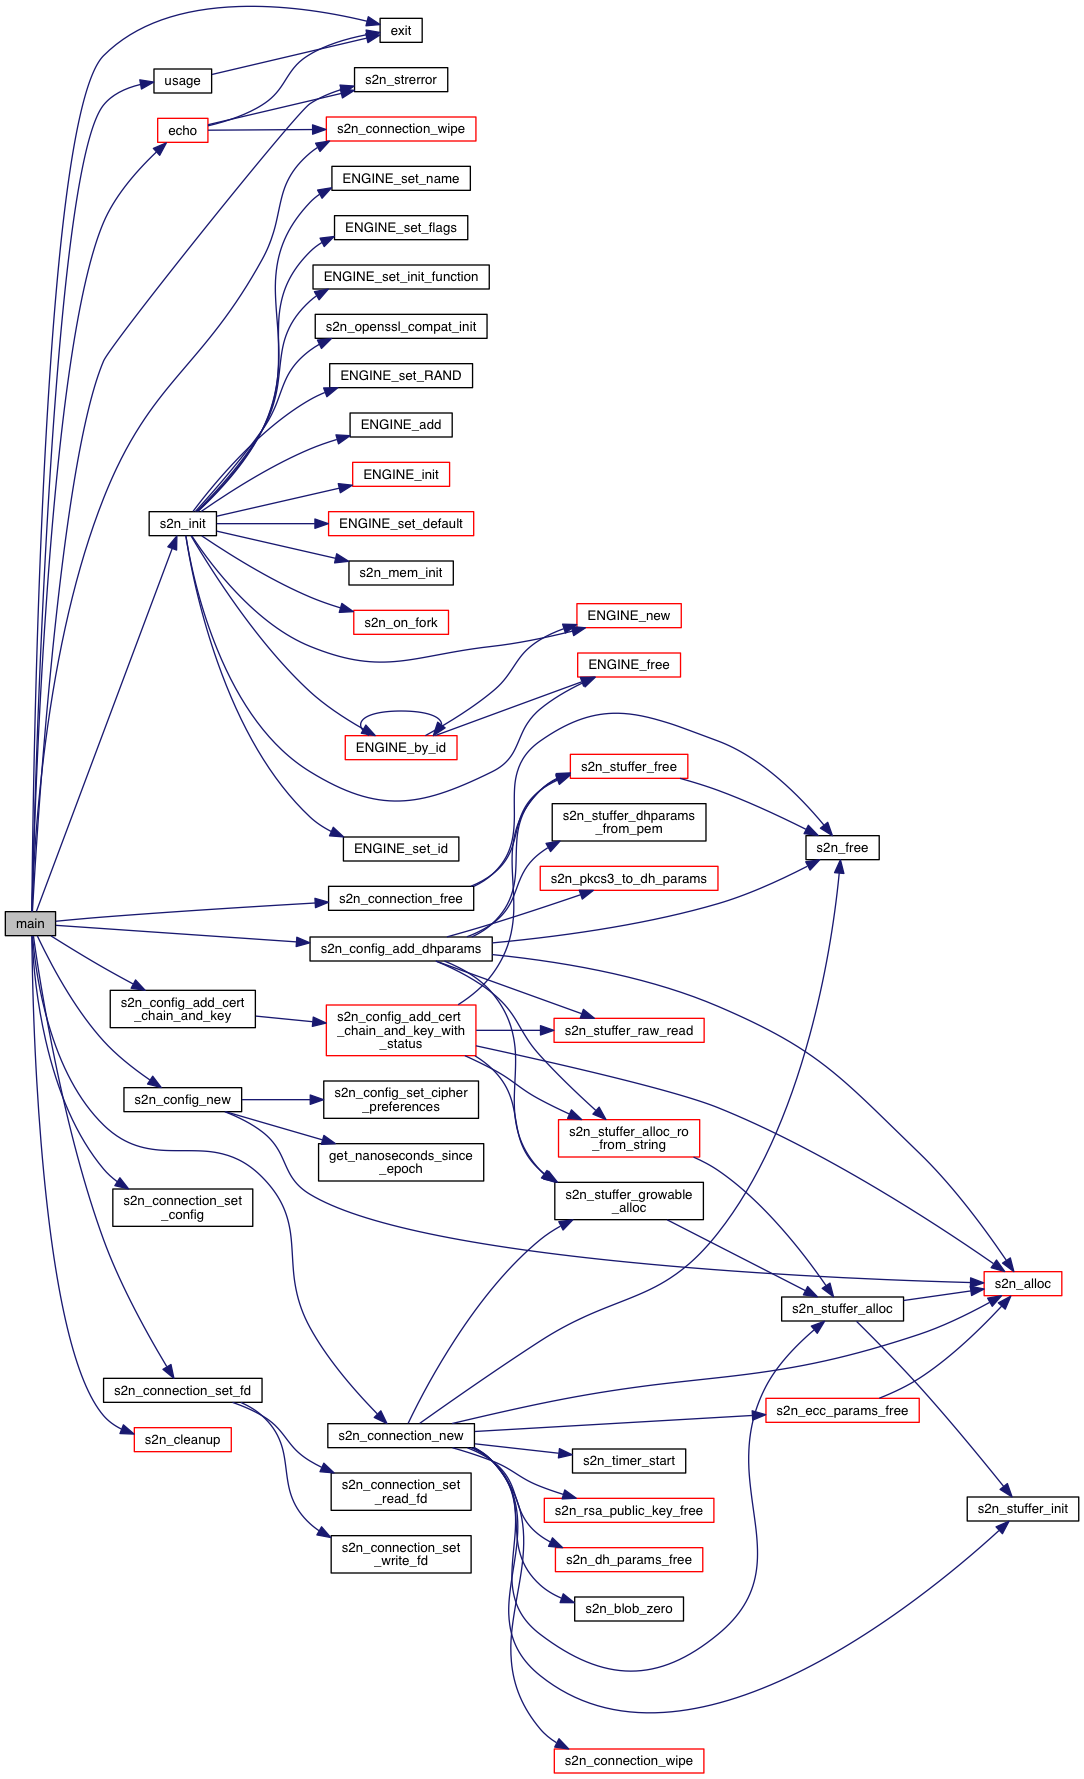 exit
usage
s2n_strerror
echo
s2n_connection_wipe
ENGINE_set_name
ENGINE_set_flags
ENGINE_set_init_function
s2n_openssl_compat_init
ENGINE_set_RAND
ENGINE_add
ENGINE_init
s2n_init
ENGINE_set_default
s2n_mem_init
s2n_on_fork
ENGINE_new
ENGINE_free
ENGINE_by_id
s2n_stuffer_free
s2n_stuffer_dhparams
_from_pem
ENGINE_set_id
s2n_free
s2n_pkcs3_to_dh_params
s2n_connection_free
main
s2n_config_add_dhparams
s2n_config_add_cert
_chain_and_key
s2n_config_add_cert
_chain_and_key_with
_status
s2n_stuffer_raw_read
s2n_config_new
s2n_config_set_cipher
_preferences
s2n_stuffer_alloc_ro
_from_string
get_nanoseconds_since
_epoch
s2n_connection_set
_config
s2n_stuffer_growable
_alloc
s2n_alloc
s2n_stuffer_alloc
s2n_connection_set_fd
s2n_ecc_params_free
s2n_cleanup
s2n_connection_new
s2n_timer_start
s2n_connection_set
_read_fd
s2n_rsa_public_key_free
s2n_stuffer_init
s2n_connection_set
_write_fd
s2n_dh_params_free
s2n_blob_zero
s2n_connection_wipe